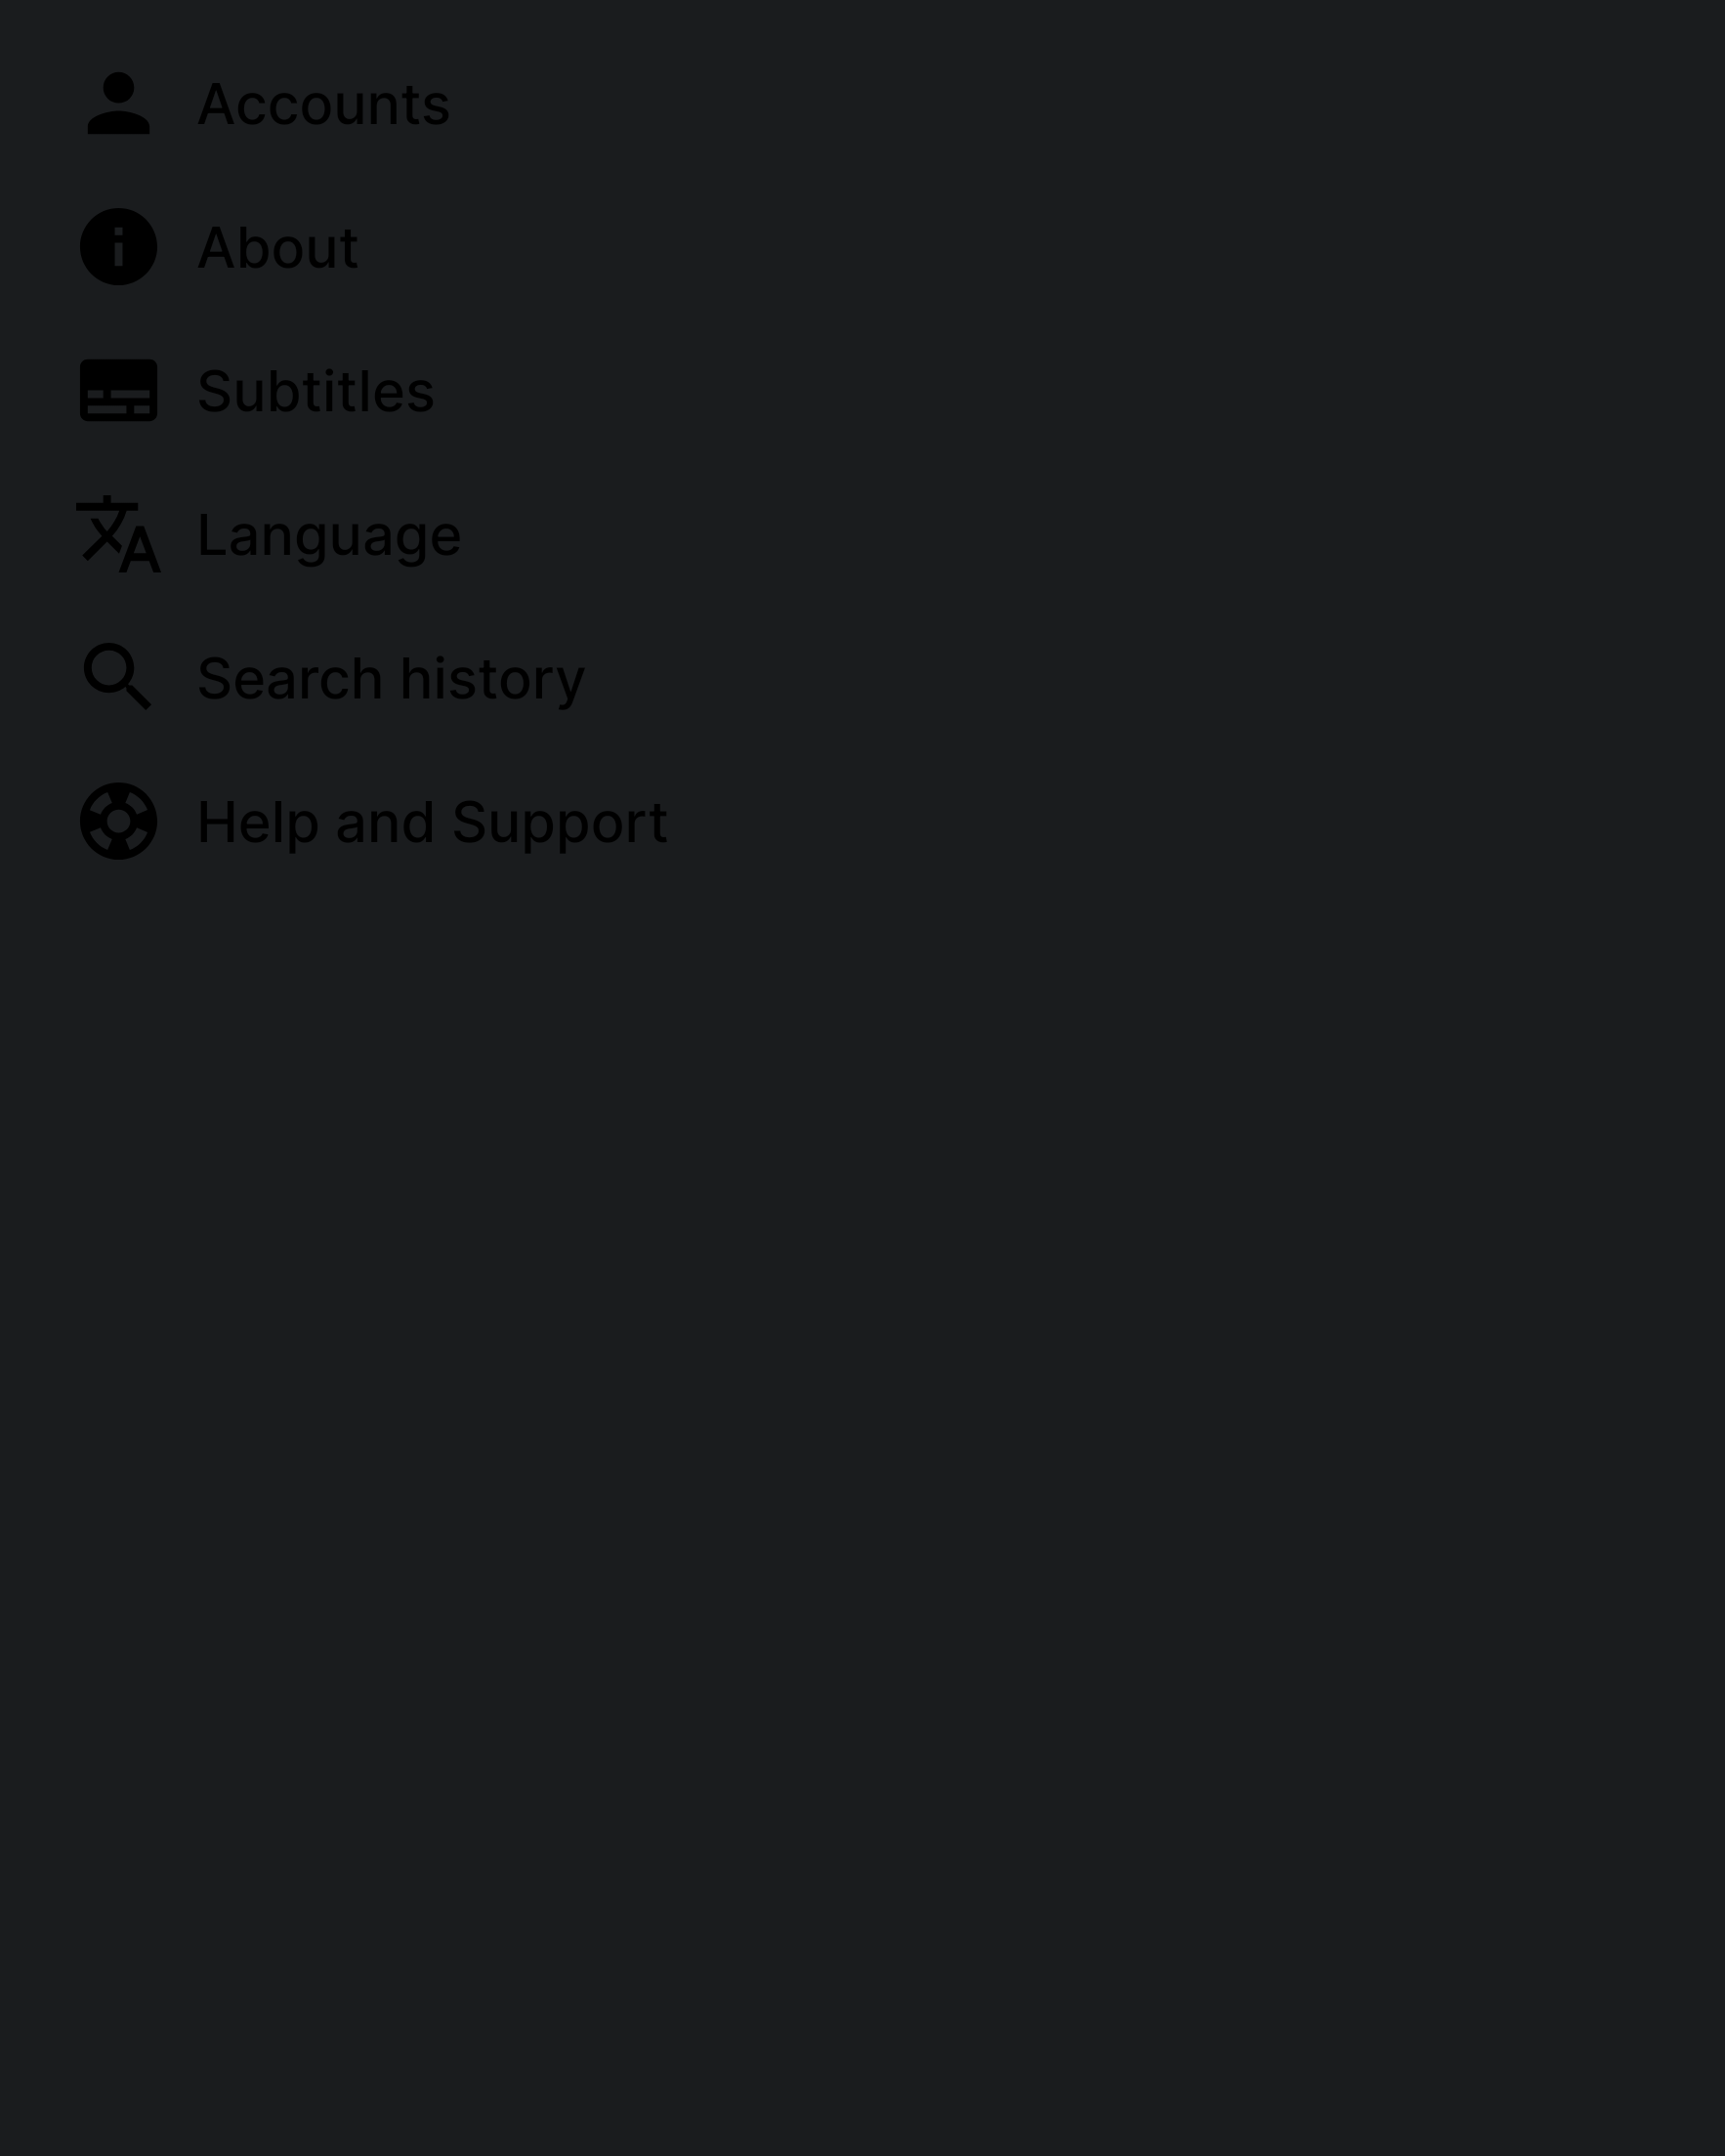 Accounts
About
Subtitles
Language
Search history
Help and Support